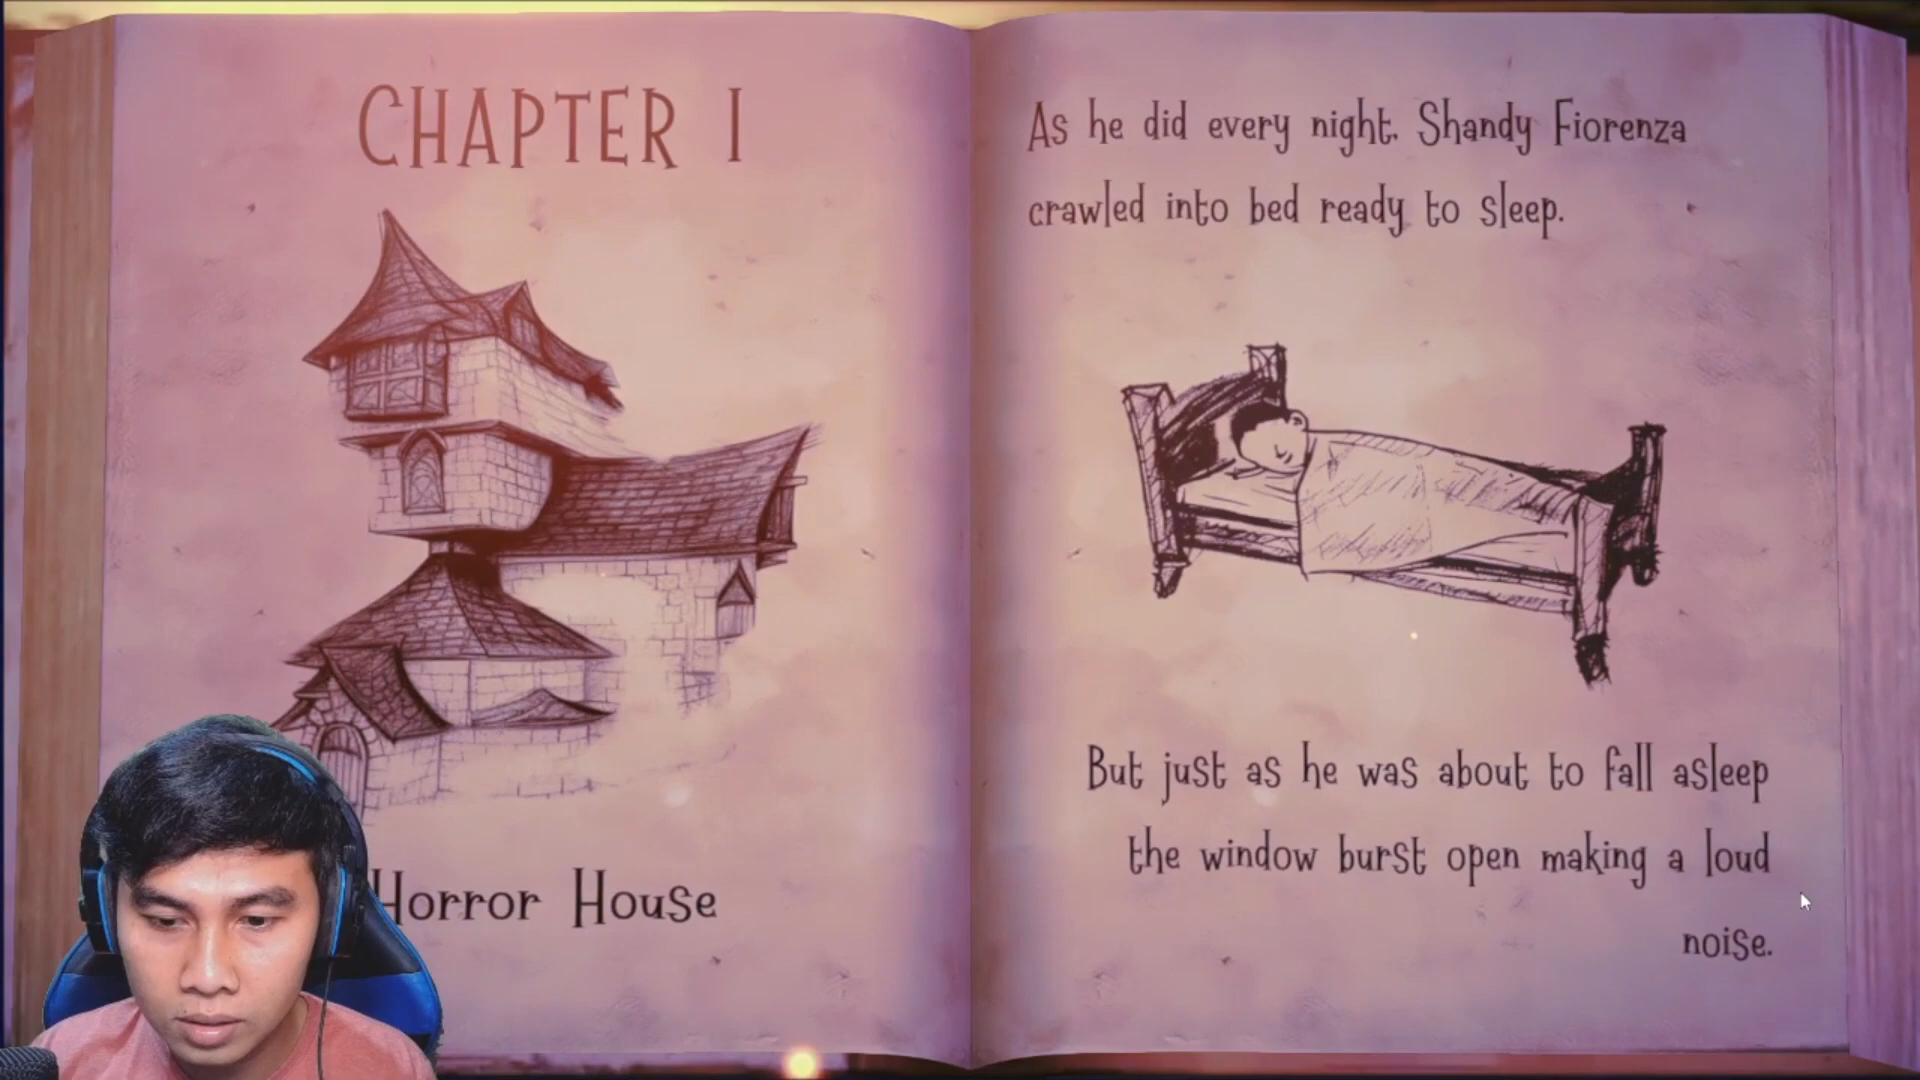 CHAPTER I
Horror House
As he did every night, Shandy Fiorenza
crawled into bed ready to sleep.
But just as he was about to fall asleep
the window burst open making a loud
noise.